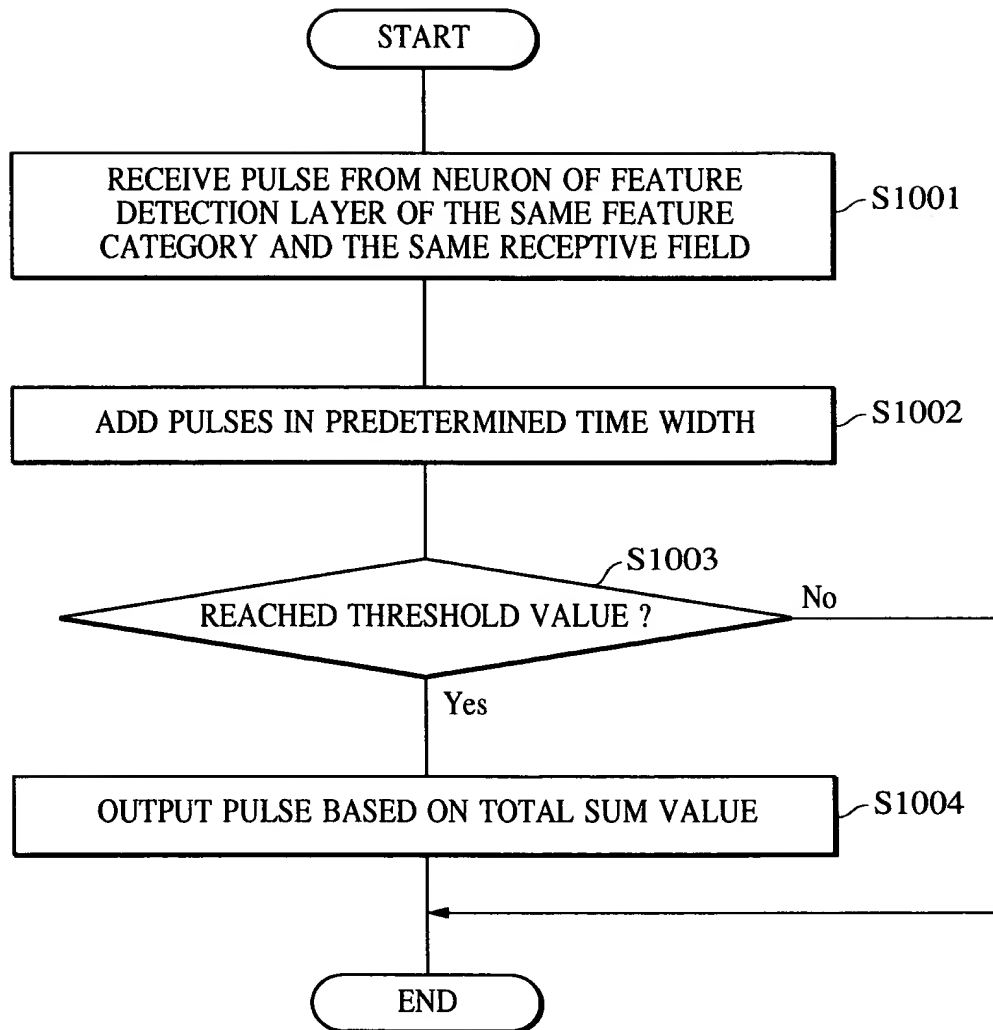 START
RECEIVE PULSE FROM NEURON OF FEATURE
DETECTION LAYER OF THE SAME FEATURE
CATEGORY AND THE SAME RECEPTIVE FIELD
S1001
ADD PULSES IN PREDETERMINED TIME WIDTH
S1002
S1003
REACHED THRESHOLD VALUE ?
No
Yes
OUTPUT PULSE BASED ON TOTAL SUM VALUE
S1004
END